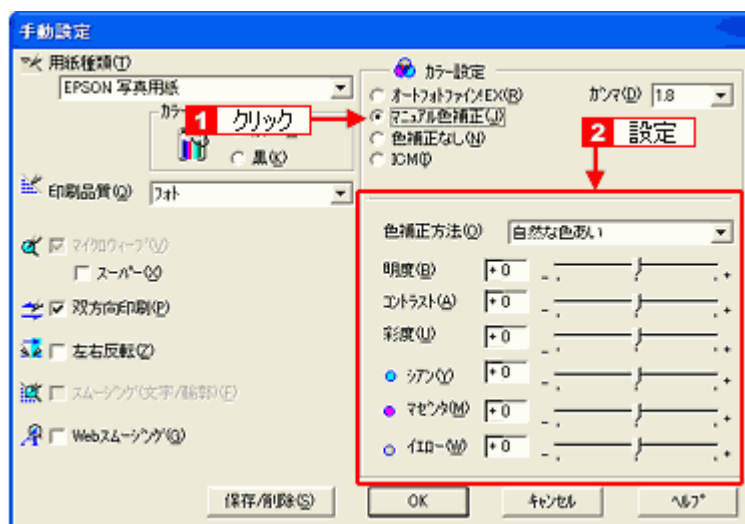 手動設定
用紙種類(T)
EPSON 写真用紙
カラー
黒(K)
1 クリック
印刷品質(Q)
フォト
マイクロウィーブ(V)
スーパー(X)
双方向印刷(P)
左右反転(Z)
スムージング(文字/輪郭)(F)
Webスムージング(G)
保存/削除(S)
カラー設定
オートフォトファイン!EX(R)
ガンマ(D) 1.8
マニュアル色補正(J)
色補正なし(N)
ICM(I)
2 設定
色補正方法(O) 自然な色あい
明度(B) +0 - +
コントラスト(A) +0 - +
彩度(U) +0 - +
シアン(Y) +0 - +
マゼンタ(M) +0 - +
イエロー(W) +0 - +
OK
キャンセル
ヘルプ